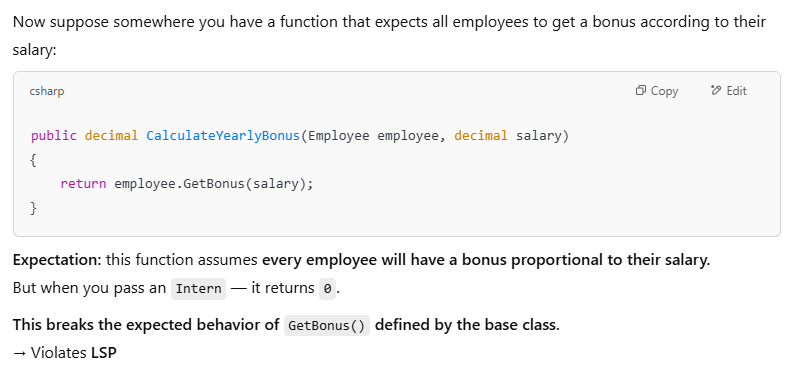 Now suppose somewhere you have a function that expects all employees to get a bonus according to their
salary:
csharp
Copy
Edit
public decimal CalculateYearlyBonus(Employee employee, decimal salary)
{
    return employee.GetBonus(salary);
}
Expectation: this function assumes every employee will have a bonus proportional to their salary.
But when you pass an Intern — it returns 0.
This breaks the expected behavior of GetBonus() defined by the base class.
→ Violates LSP